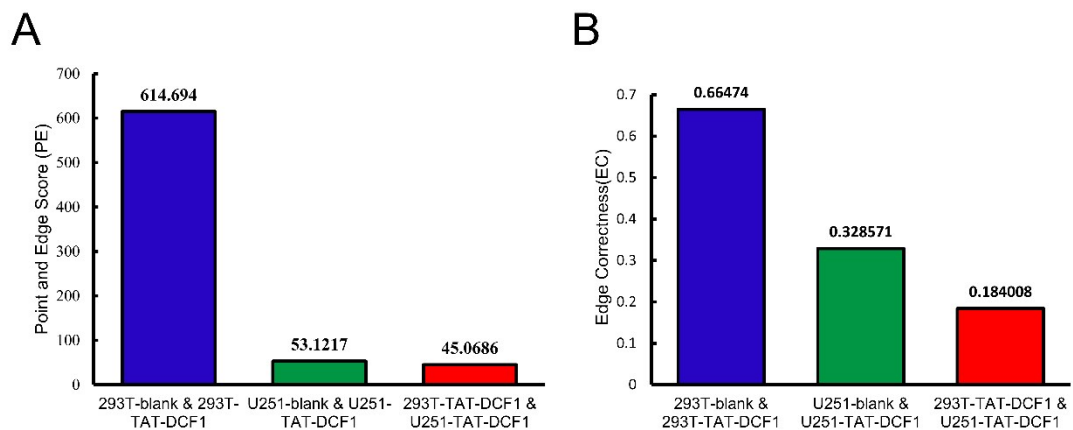 A
Point and Edge Score (PE)
700
600
500
400
300
200
100
0
614.694
53.1217
45.0686
293T-blank & 293T-
TAT-DCF1
U251-blank & U251-
TAT-DCF1
293T-TAT-DCF1 &
U251-TAT-DCF1
B
Edge Correctness(EC)
0.7
0.6
0.5
0.4
0.3
0.2
0.1
0
0.66474
0.328571
0.184008
293T-blank &
293T-TAT-DCF1
U251-blank &
U251-TAT-DCF1
293T-TAT-DCF1 &
U251-TAT-DCF1